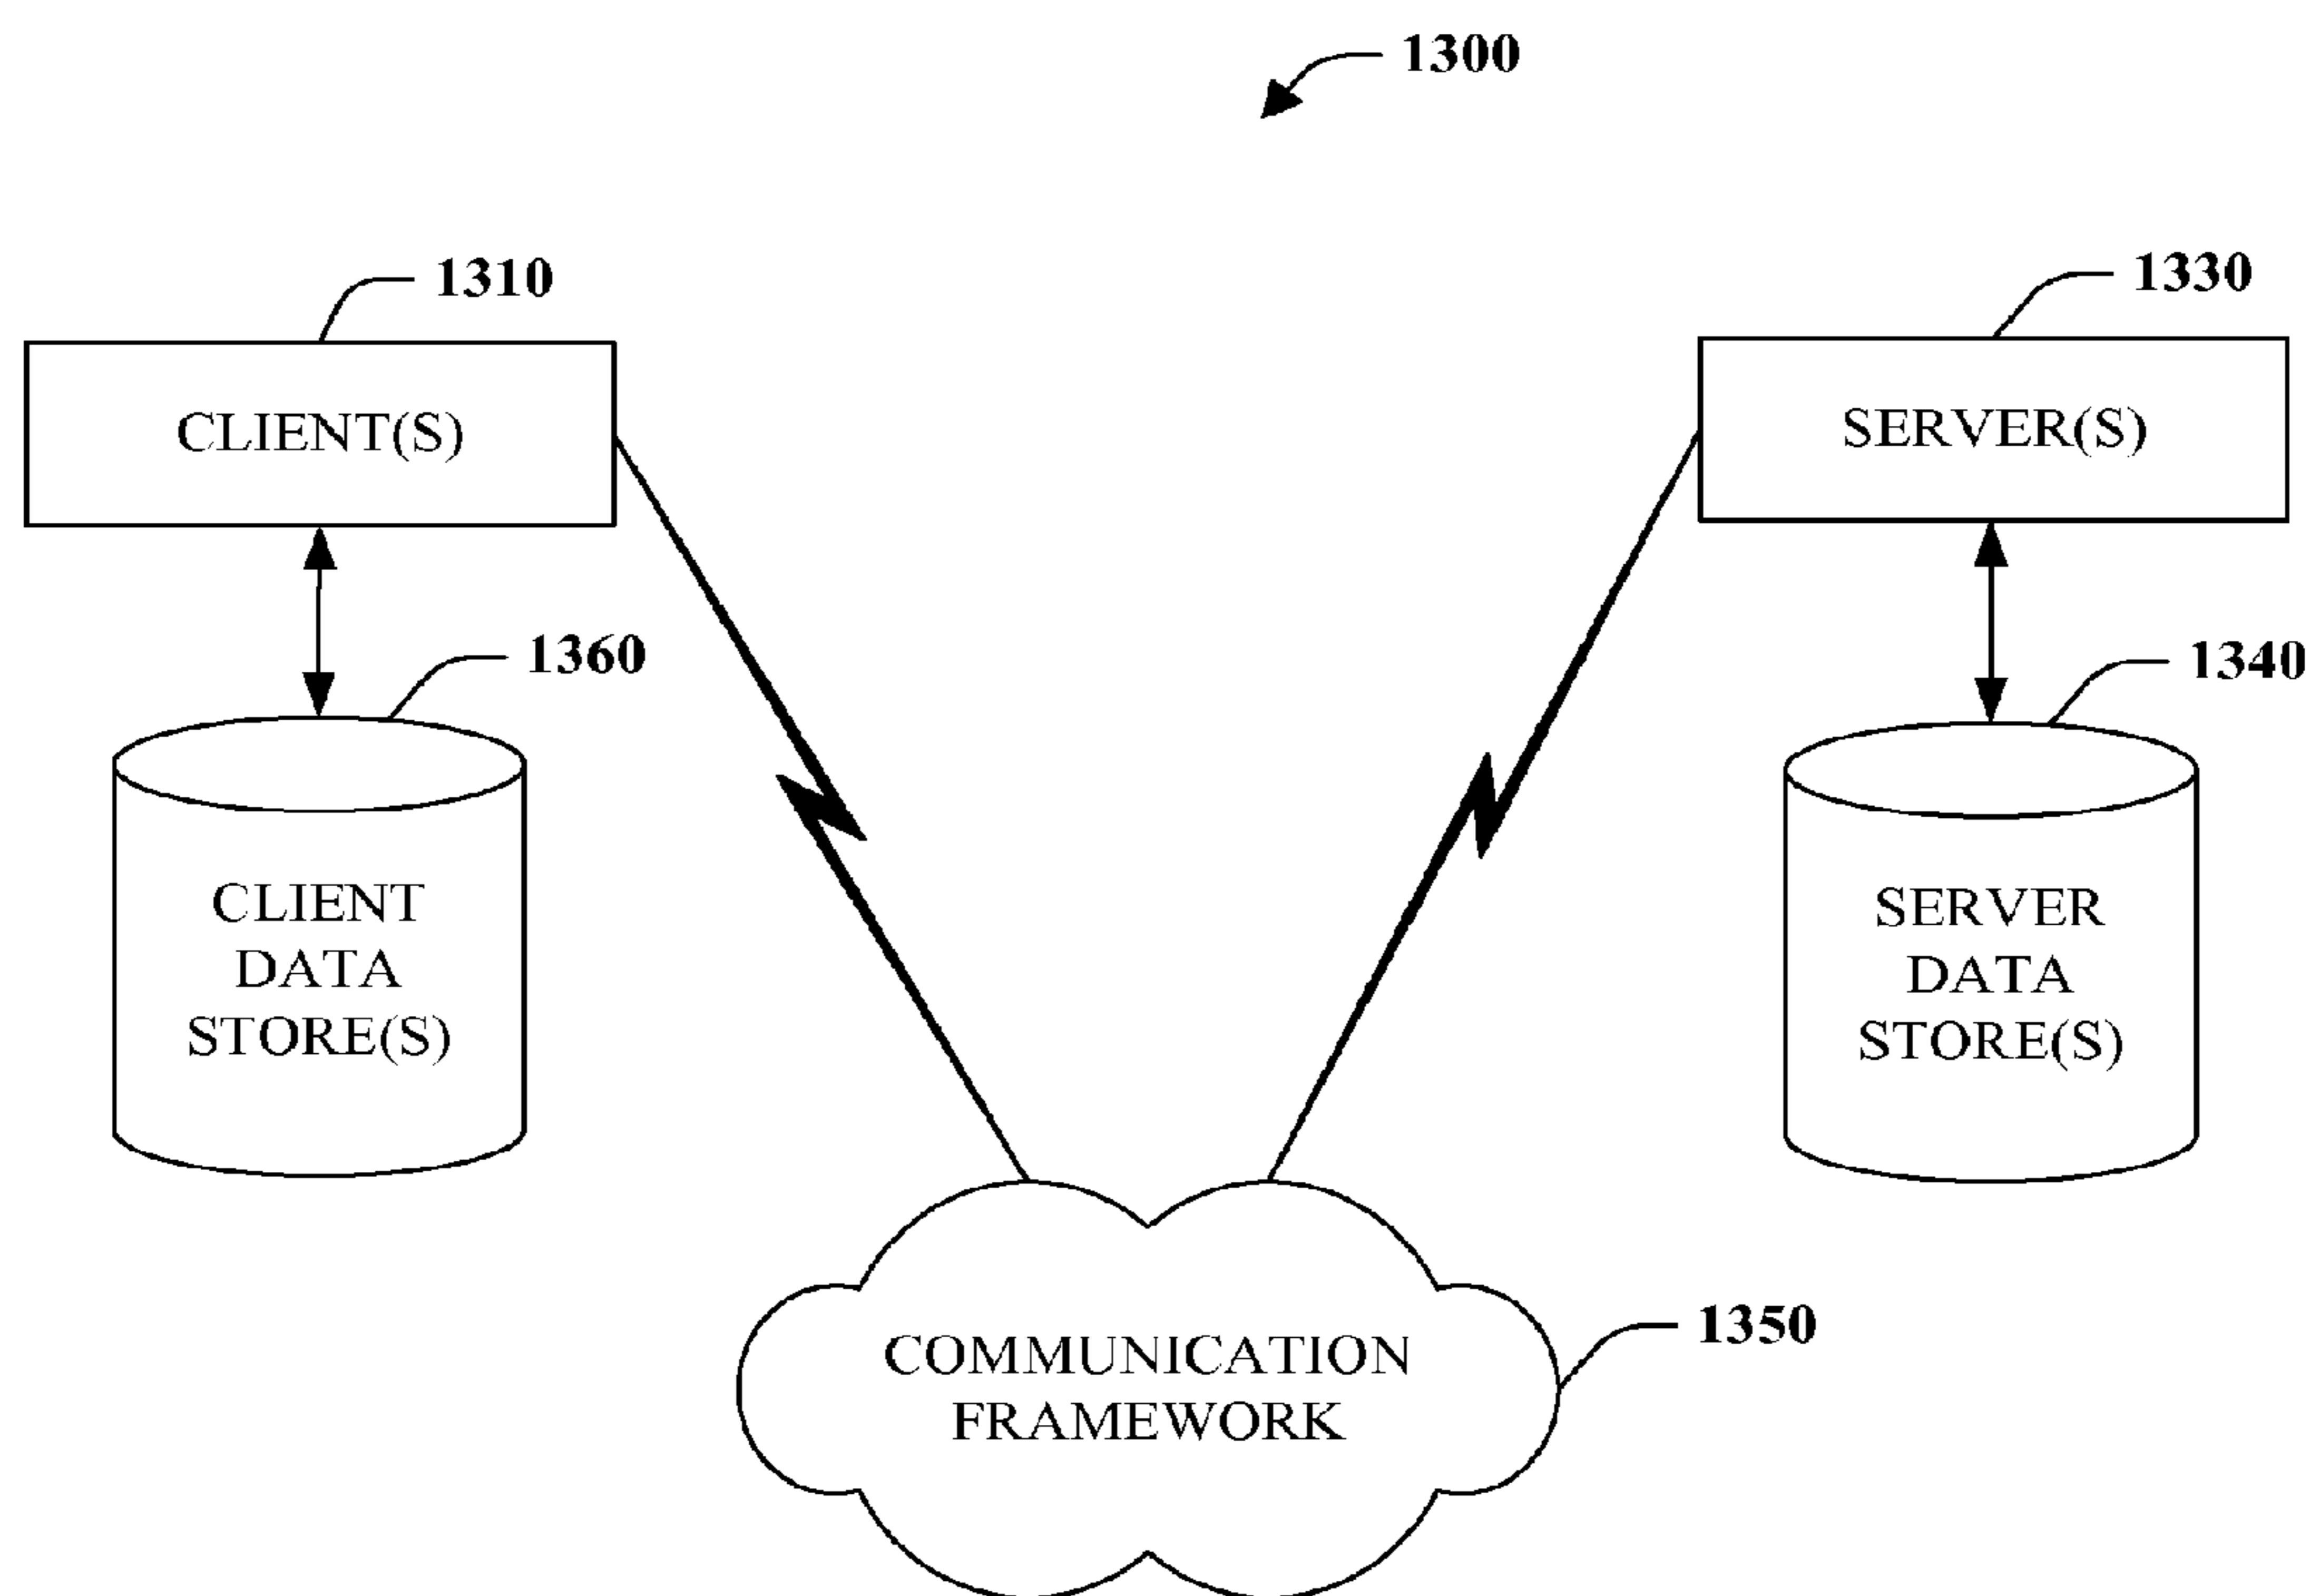 1300
1310
1330
CLIENT(S)
SERVER(S)
1360
1340
CLIENT
DATA
STORE(S)
SERVER
DATA
STORE(S)
1350
COMMUNICATION
FRAMEWORK